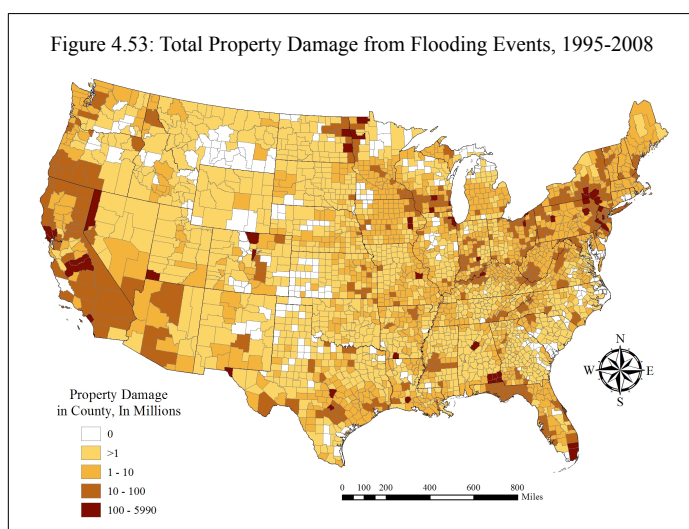 Figure 4.53: Total Property Damage from Flooding Events, 1995-2008
N
W E
S
Property Damage
in County, In Millions
0
>1
1 - 10
10 - 100
100 - 5990
0 100 200 400 600 800
Miles